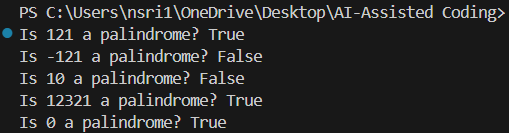 PS C:\Users\nsri1\OneDrive\Desktop\AI-Assisted Coding>
Is 121 a palindrome? True
Is -121 a palindrome? False
Is 10 a palindrome? False
Is 12321 a palindrome? True
Is 0 a palindrome? True